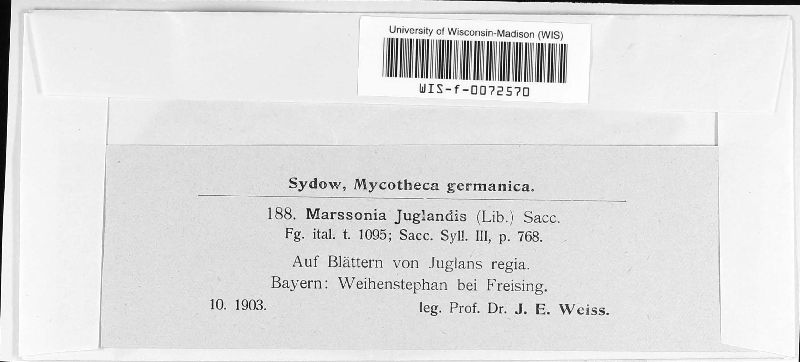 University of Wisconsin-Madison (WIS)
WIS-f-0072570
Sydow, Mycotheca germanica.
188. Marssonia Juglandis (Lib.) Sacc.
Fg. ital. t. 1095; Sacc. Syll. III, p. 768.
Auf Blättern von Juglans regia.
Bayern: Weihenstephan bei Freising.
10. 1903. leg. Prof. Dr. J. E. Weiss.